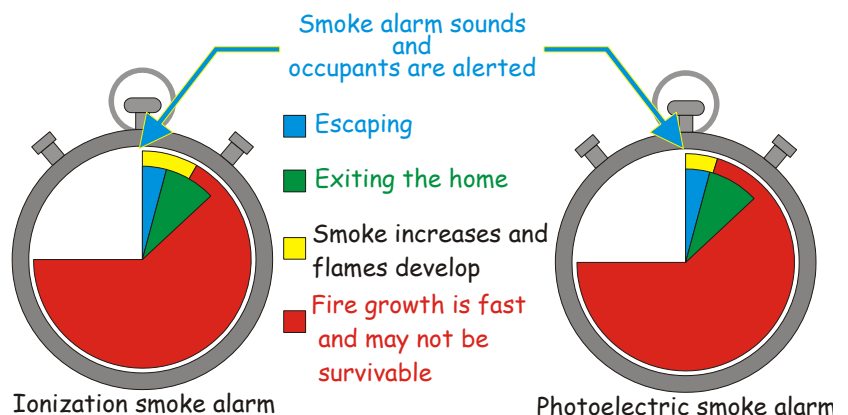 Smoke alarm sounds
and
occupants are alerted
Escaping
Exiting the home
Smoke increases and
flames develop
Fire growth is fast
and may not be
survivable
Ionization smoke alarm
Photoelectric smoke alarm